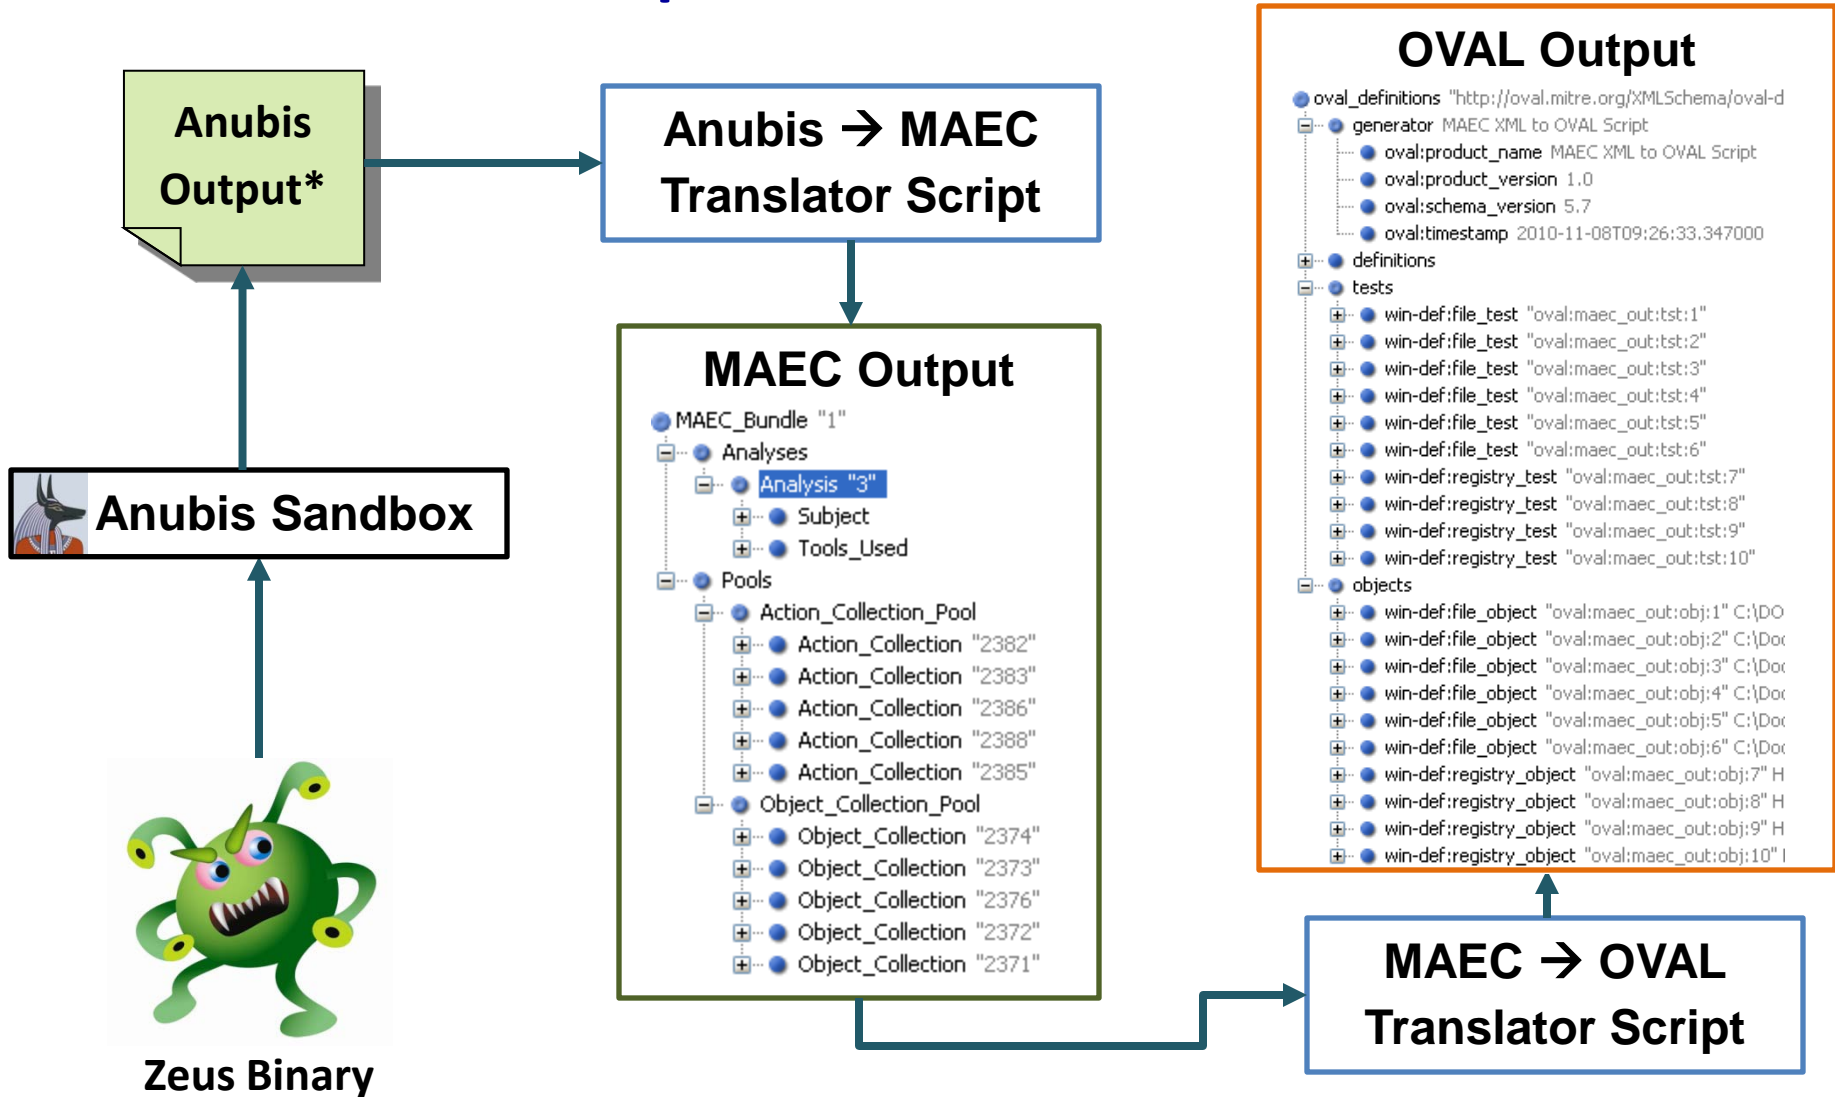 Anubis
Output*
Anubis → MAEC
Translator Script
Anubis Sandbox
Zeus Binary
MAEC Output
MAEC_Bundle "1"
Analyses
Analysis "3"
Subject
Tools_Used
Pools
Action_Collection_Pool
Action_Collection "2382"
Action_Collection "2383"
Action_Collection "2386"
Action_Collection "2388"
Action_Collection "2385"
Object_Collection_Pool
Object_Collection "2374"
Object_Collection "2373"
Object_Collection "2376"
Object_Collection "2372"
Object_Collection "2371"
MAEC → OVAL
Translator Script
OVAL Output
oval_definitions "http://oval.mitre.org/XMLSchema/oval-d
generator MAEC XML to OVAL Script
oval:product_name MAEC XML to OVAL Script
oval:product_version 1.0
oval:schema_version 5.7
oval:timestamp 2010-11-08T09:26:33.347000
definitions
tests
win-def:file_test "oval:maec_out:tst:1"
win-def:file_test "oval:maec_out:tst:2"
win-def:file_test "oval:maec_out:tst:3"
win-def:file_test "oval:maec_out:tst:4"
win-def:file_test "oval:maec_out:tst:5"
win-def:file_test "oval:maec_out:tst:6"
win-def:registry_test "oval:maec_out:tst:7"
win-def:registry_test "oval:maec_out:tst:8"
win-def:registry_test "oval:maec_out:tst:9"
win-def:registry_test "oval:maec_out:tst:10"
objects
win-def:file_object "oval:maec_out:obj:1" C:\DO
win-def:file_object "oval:maec_out:obj:2" C:\Doc
win-def:file_object "oval:maec_out:obj:3" C:\Doc
win-def:file_object "oval:maec_out:obj:4" C:\Doc
win-def:file_object "oval:maec_out:obj:5" C:\Doc
win-def:file_object "oval:maec_out:obj:6" C:\Doc
win-def:registry_object "oval:maec_out:obj:7" H
win-def:registry_object "oval:maec_out:obj:8" H
win-def:registry_object "oval:maec_out:obj:9" H
win-def:registry_object "oval:maec_out:obj:10"